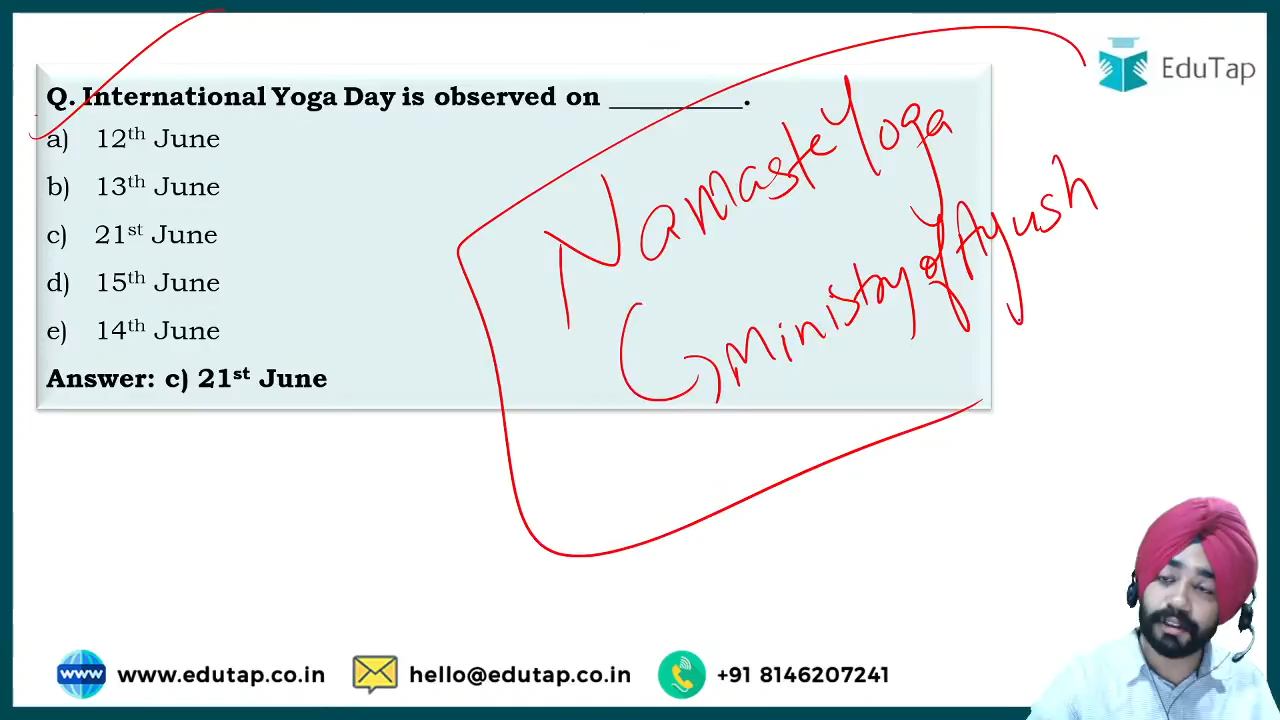 EduTap
Q. International Yoga Day is observed on __________.
a) 12th June
b) 13th June
c) 21st June
d) 15th June
e) 14th June
Answer: c) 21st June
Namaste Yoga
Ministry of Ayush
www.edutap.co.in
hello@edutap.co.in
+91 8146207241